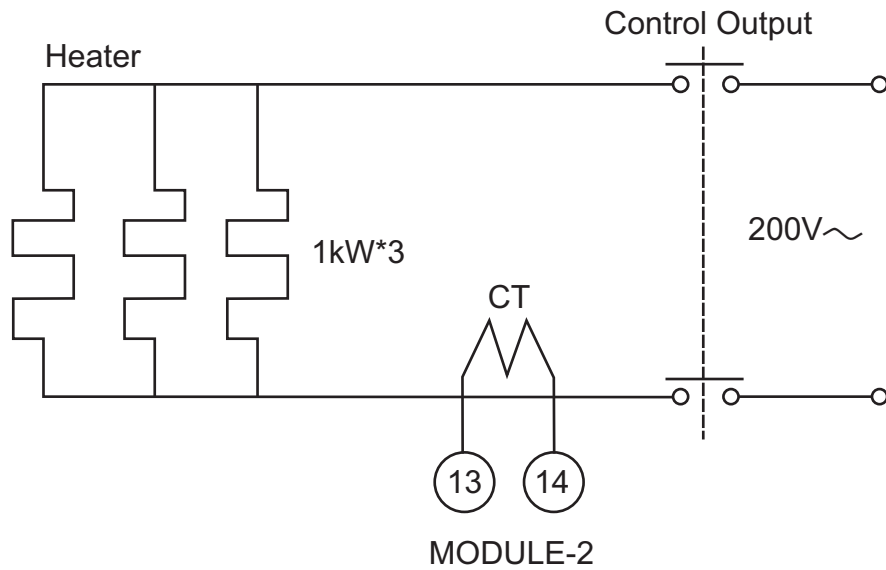 Control Output
Heater
200V～
1kW*3
CT
13
14
MODULE-2